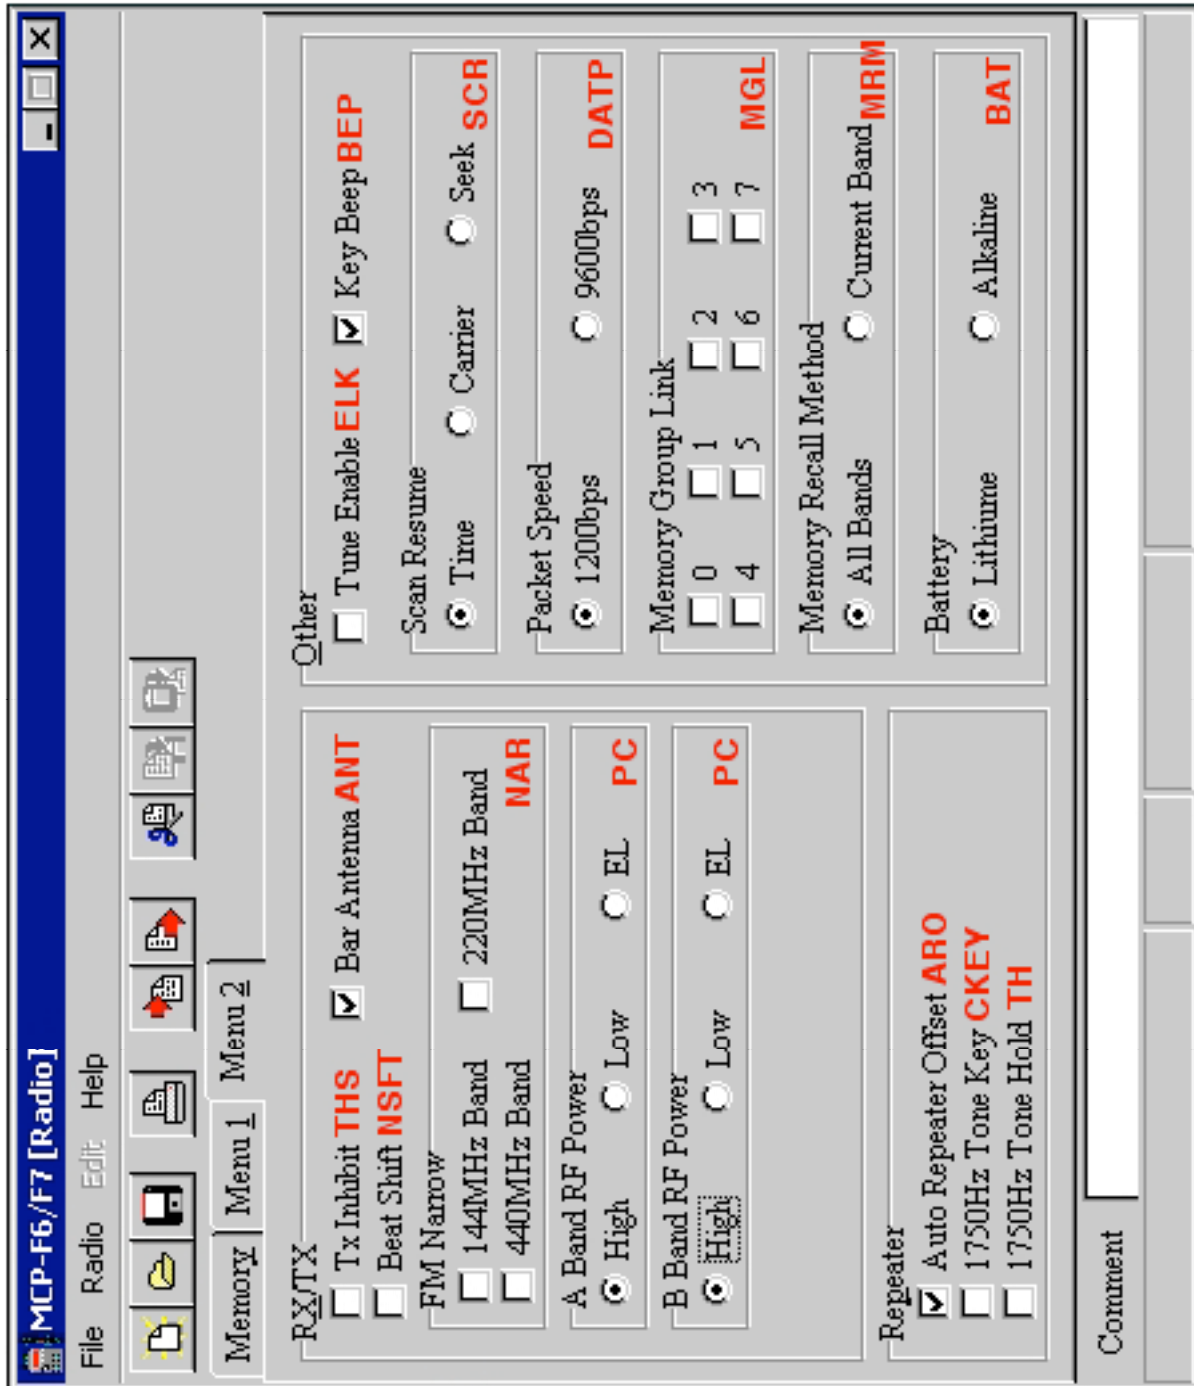 MCP-F6/F7 [Radio]
File Radio Edit Help
Memory Menu 1 Menu 2
RX/TX
Tx Inhibit THS Bar Antenna ANT
Beat Shift NSFT
FM Narrow
144MHz Band 220MHz Band
440MHz Band NAR
A Band RF Power
High Low EL PC
B Band RF Power
High Low EL PC
Repeater
Auto Repeater Offset ARO
1750Hz Tone Key CKEY
1750Hz Tone Hold TH
Other
Tune Enable ELK Key Beep BEP
Scan Resume
Time Carrier Seek SCR
Packet Speed
1200bps 9600bps DATP
Memory Group Link
0 1 2 3
4 5 6 7 MGL
Memory Recall Method
All Bands Current Band MRM
Battery
Lithiume Alkaline BAT
Comment